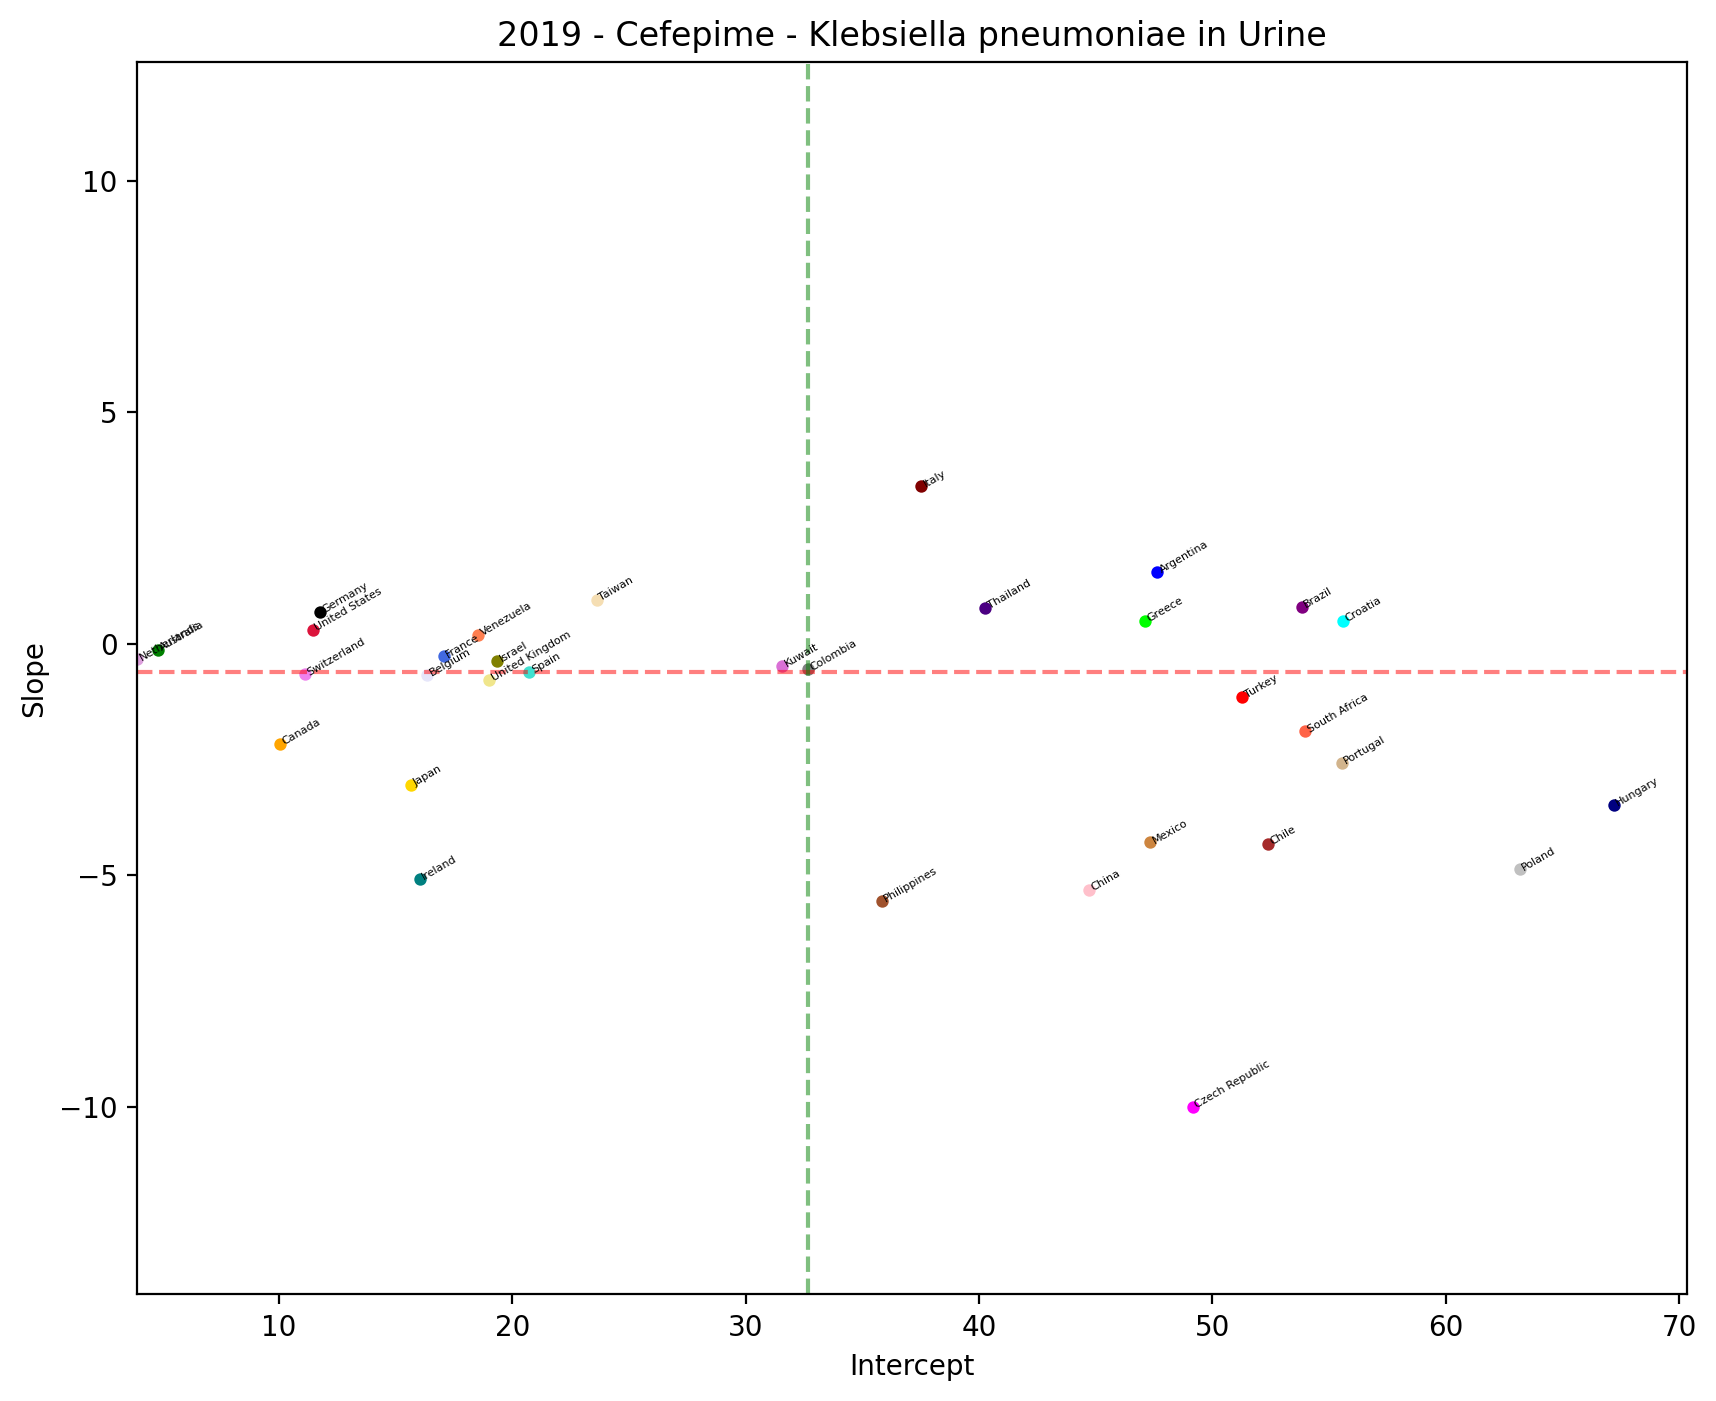 2019 - Cefepime - Klebsiella pneumoniae in Urine
10
5
0
−5
−10
Slope
Italy
Argentina
Thailand
Brazil
Greece
Croatia
Taiwan
Germany
United States
Venezuela
Netherlands
Australia
France
Israel
Switzerland
Belgium
United Kingdom
Spain
Kuwait
Colombia
Turkey
Canada
South Africa
Portugal
Japan
Hungary
Mexico
Chile
Ireland
Poland
China
Philippines
Czech Republic
10 20 30 40 50 60 70
Intercept